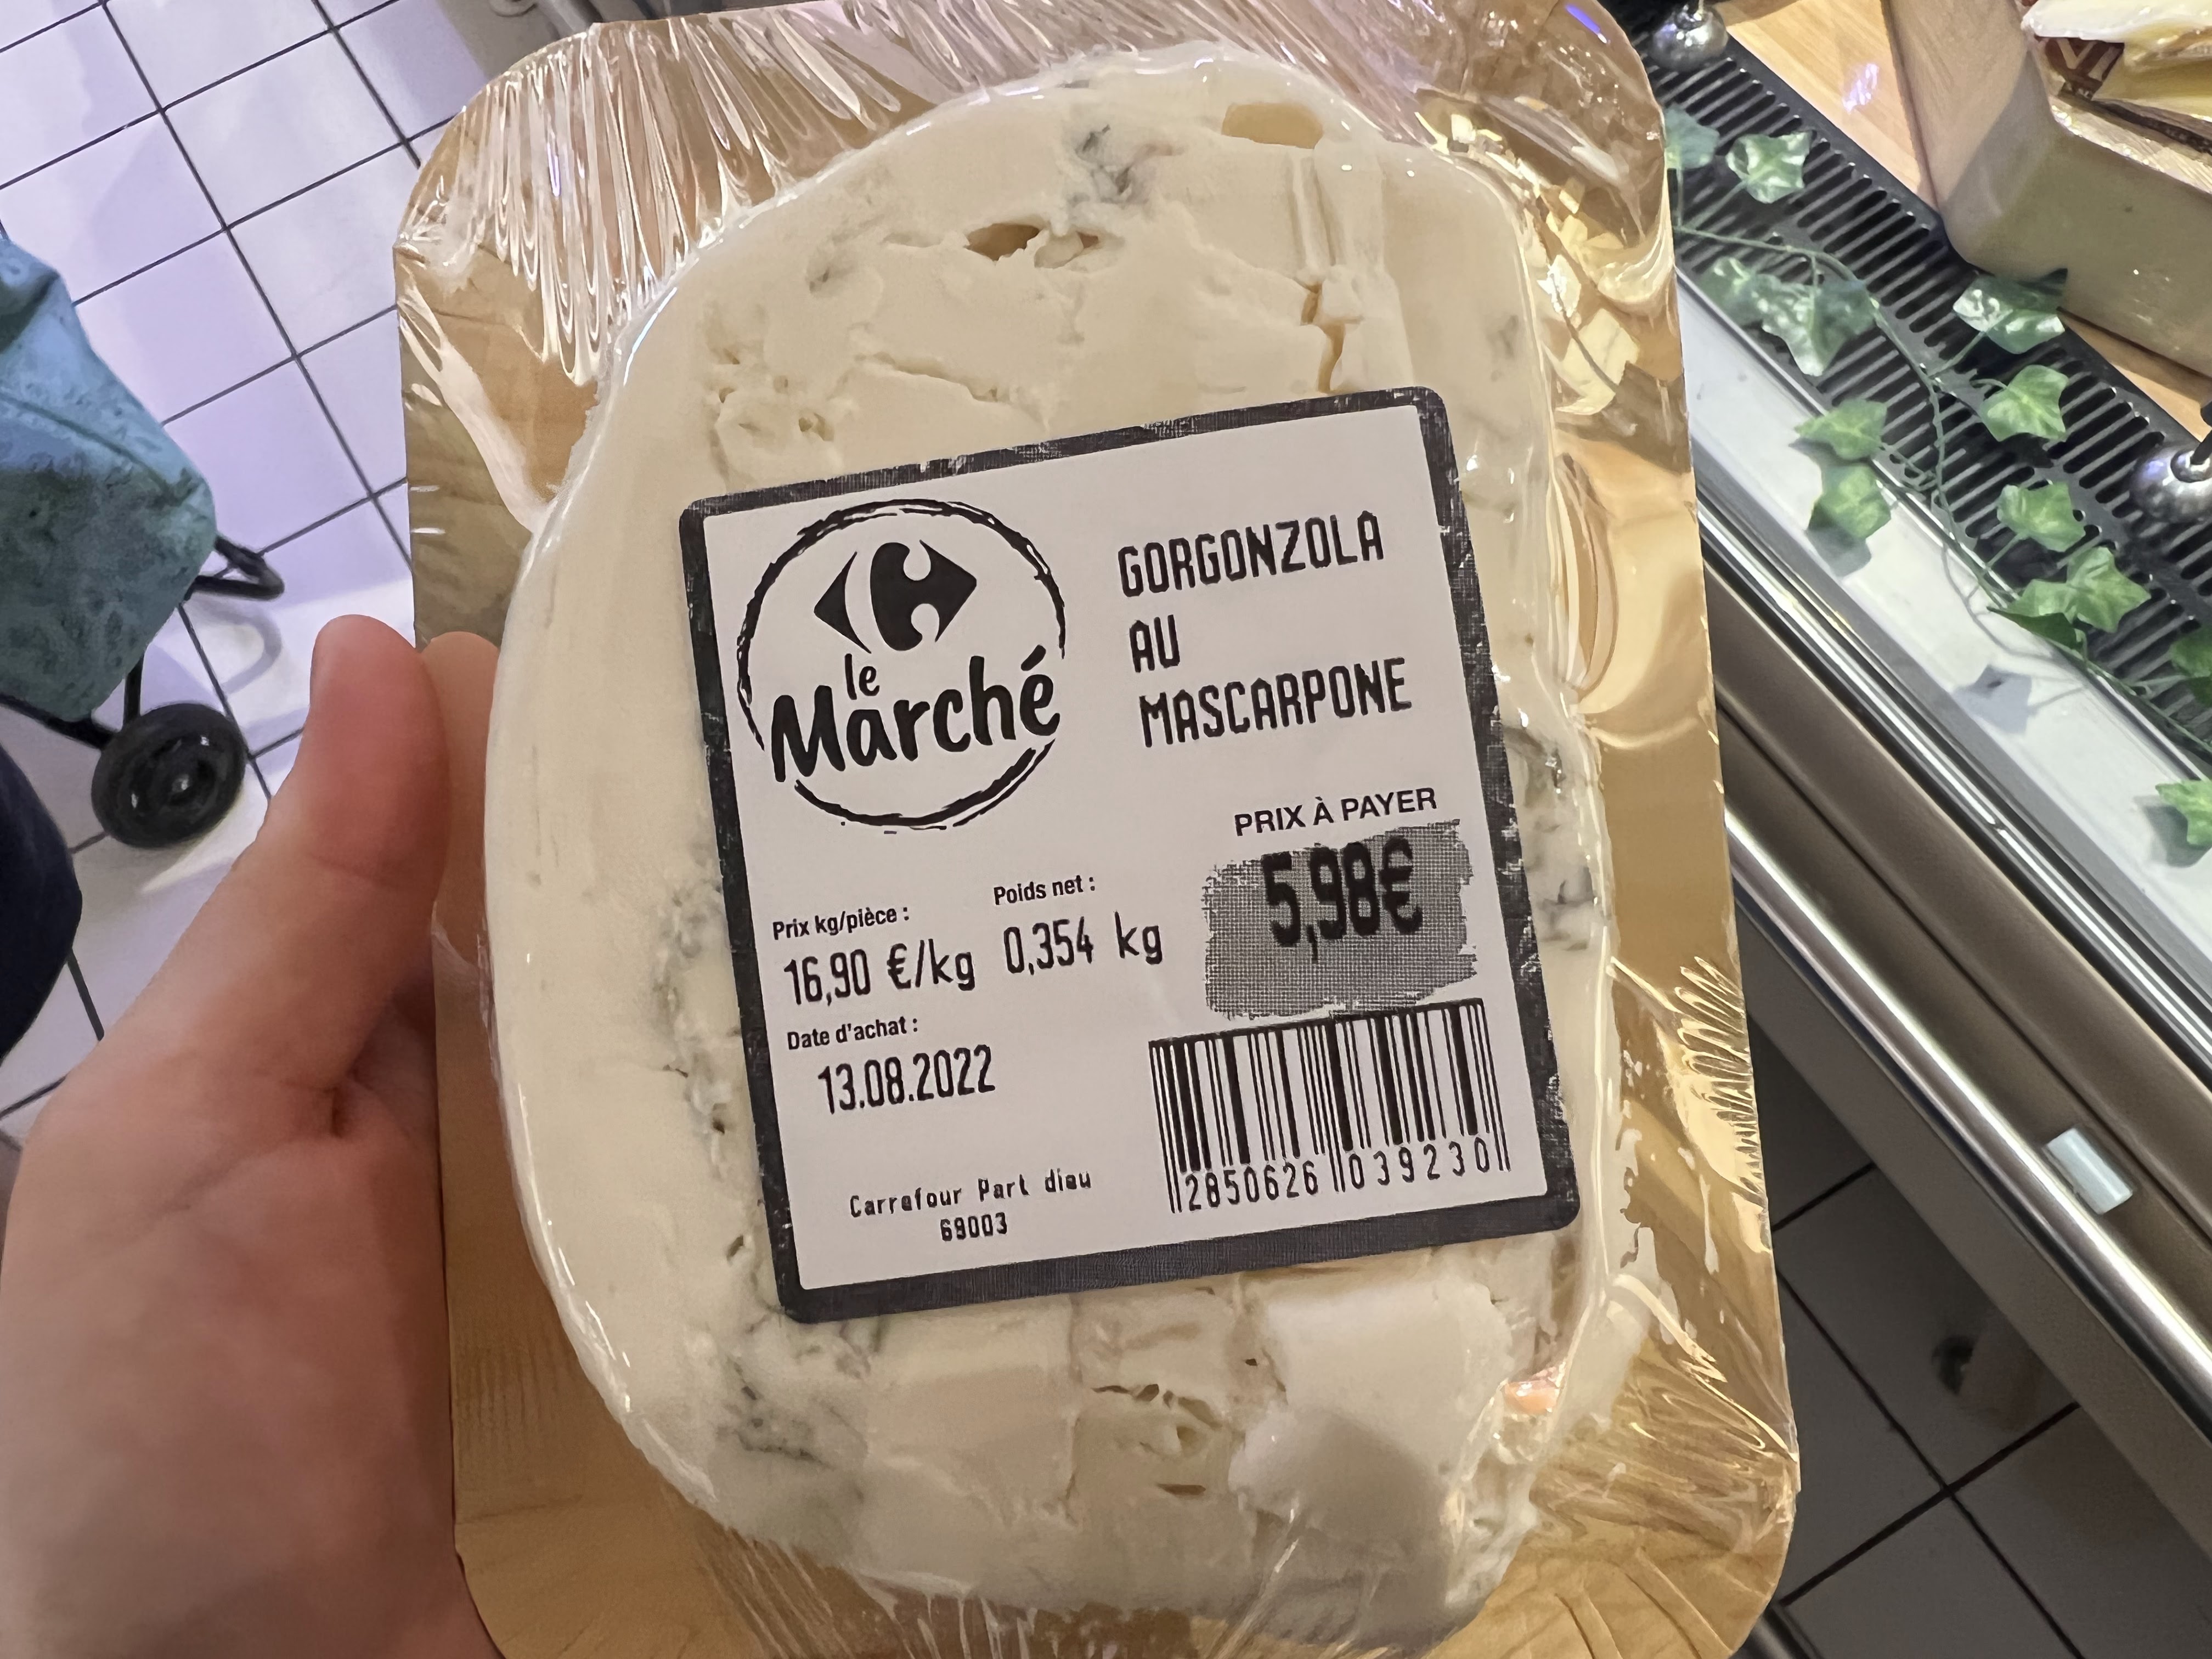 le
Marché
GORGONZOLA
AU
MASCARPONE
PRIX À PAYER
5,98€
Prix kg/pièce :
16,90 €/kg
Poids net :
0,354 kg
Date d'achat :
13.08.2022
2850626 039230
Carrefour Part dieu
69003